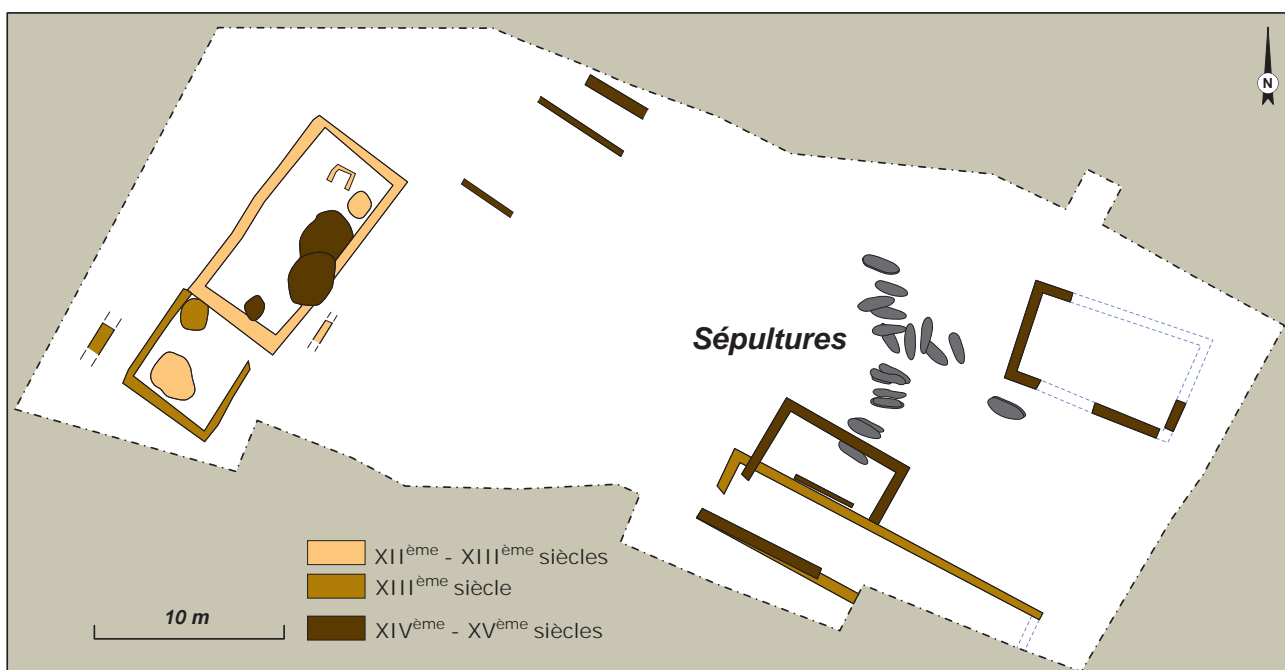 N
Sépultures
XIIème - XIIIème siècles
XIIIème siècle
XIVème - XVème siècles
10 m